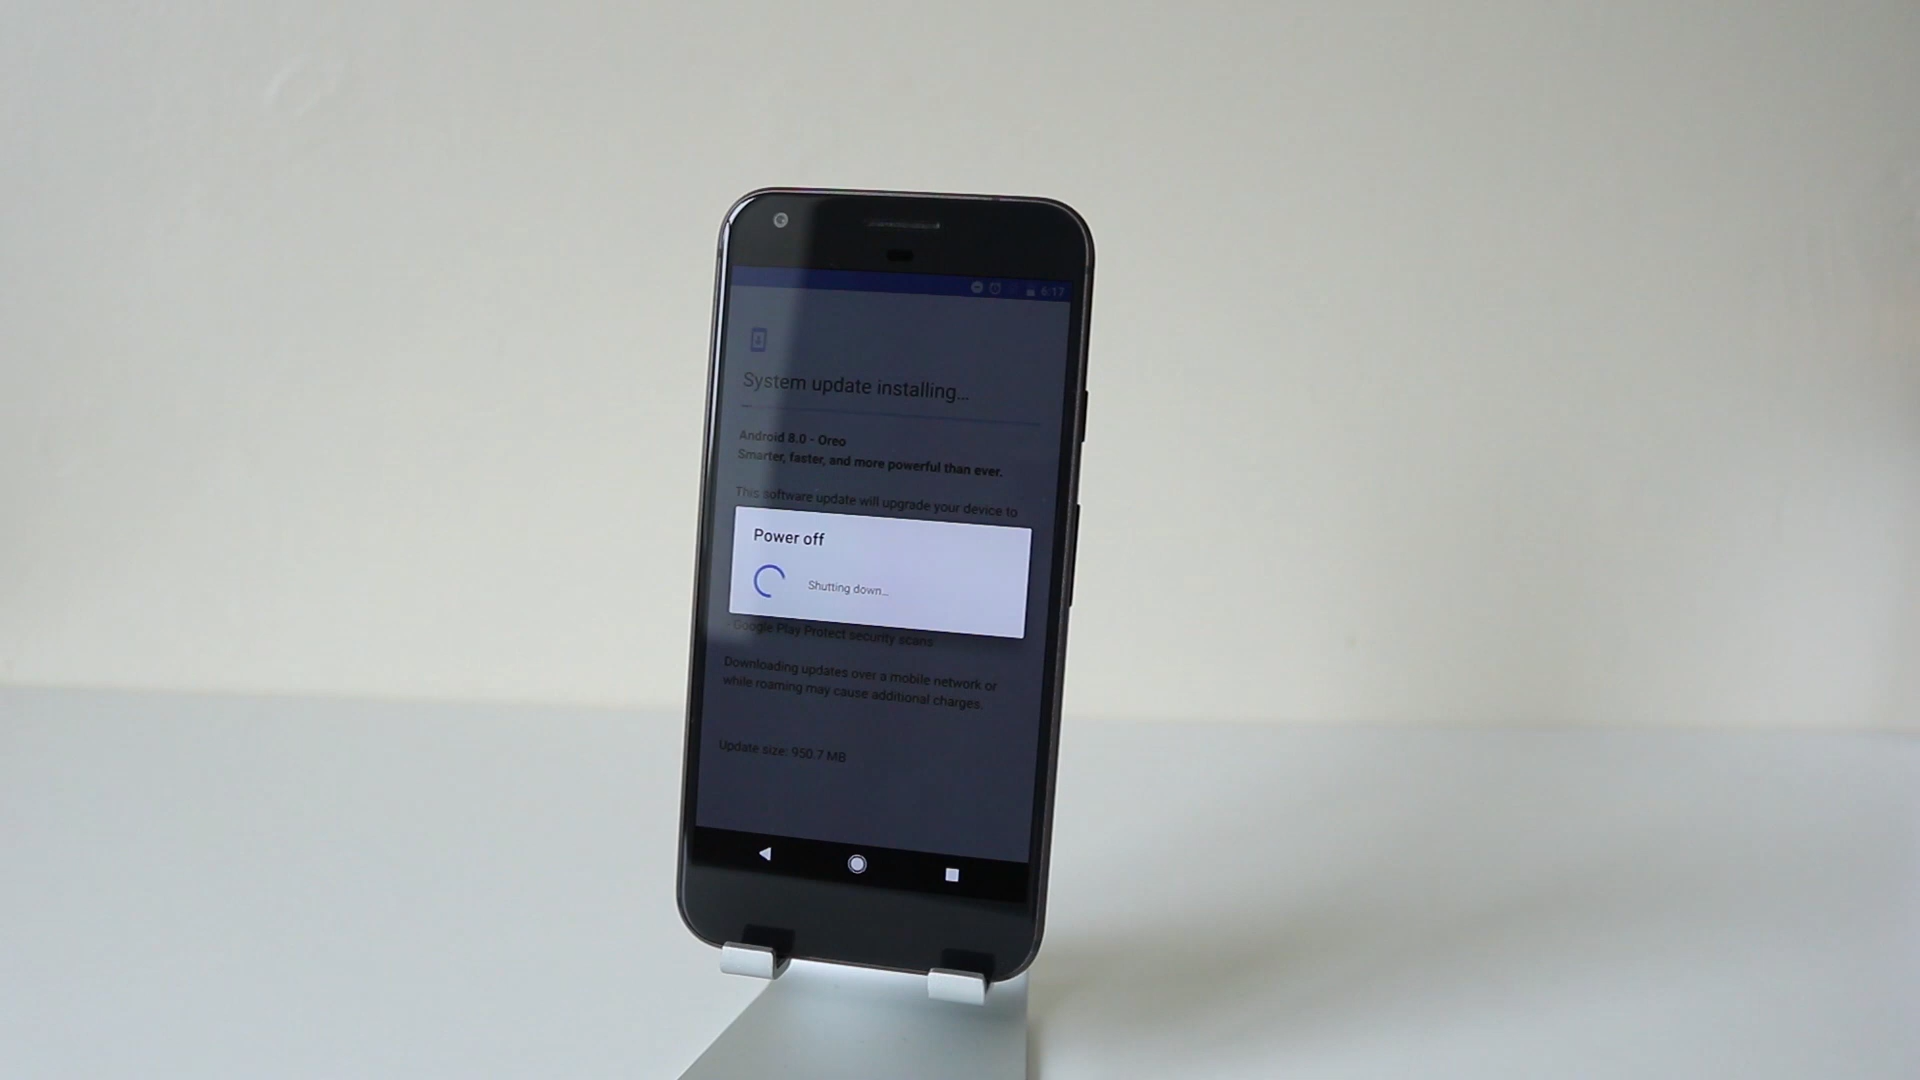 6:17
System update installing...
Android 8.0 - Oreo
Smarter, faster, and more powerful than ever.
This software update will upgrade your device to
Power off
Shutting down...
- Google Play Protect security scans
Downloading updates over a mobile network or
while roaming may cause additional charges.
Update size: 950.7 MB